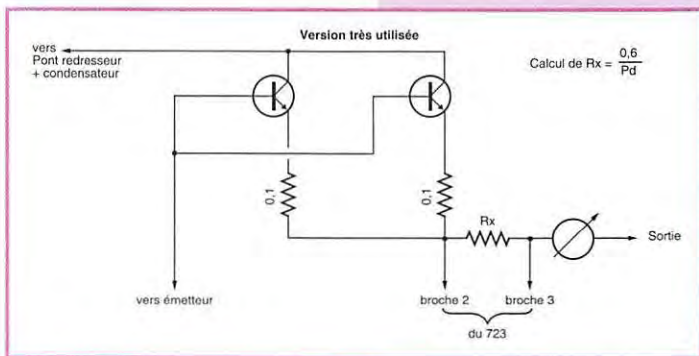 Version très utilisée
vers
Pont redresseur
+ condensateur
Calcul de Rx = 0,6 / Pd
0,1
0,1
Rx
Sortie
vers émetteur
broche 2
broche 3
du 723